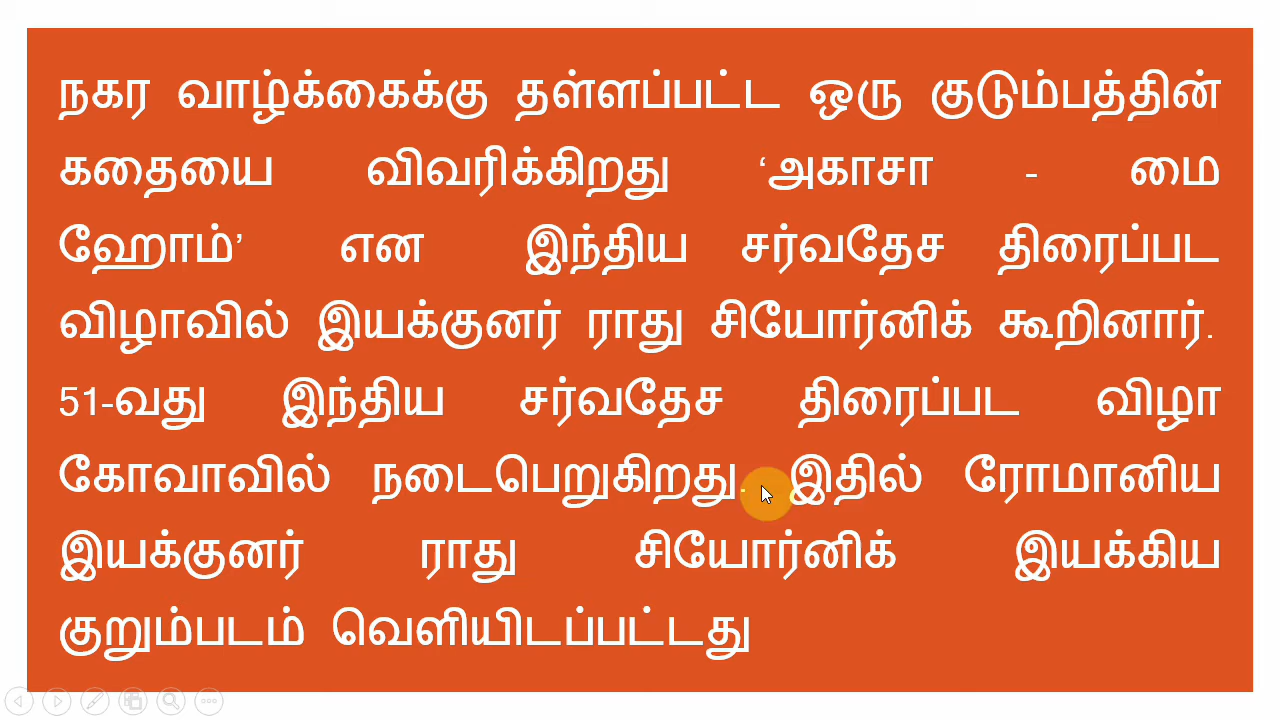 நகர வாழ்க்கைக்கு தள்ளப்பட்ட ஒரு குடும்பத்தின்
கதையை விவரிக்கிறது ‘அகாசா - மை
ஹோம்’ என இந்திய சர்வதேச திரைப்பட
விழாவில் இயக்குனர் ராது சியோர்னிக் கூறினார்.
51-வது இந்திய சர்வதேச திரைப்பட விழா
கோவாவில் நடைபெறுகிறது. இதில் ரோமானிய
இயக்குனர் ராது சியோர்னிக் இயக்கிய
குறும்படம் வெளியிடப்பட்டது